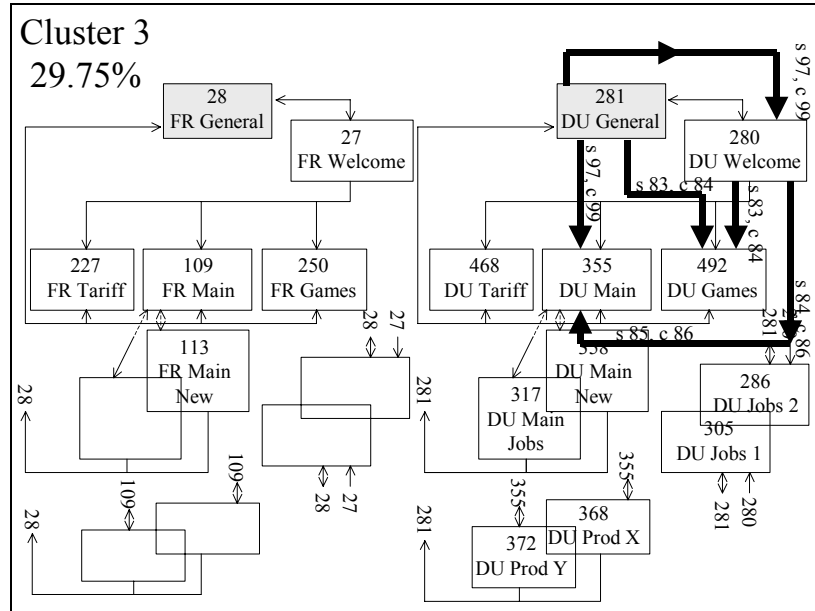 Cluster 3
29.75%
28
FR General
27
FR Welcome
281
DU General
280
DU Welcome
s 97, c 99
s 97, c 99
s 83, c 84
s 83, c 84
s 84, c 86
s 85, c 86
227
FR Tariff
109
FR Main
250
FR Games
468
DU Tariff
355
DU Main
492
DU Games
113
FR Main
New
28
27
28
27
28
109
109
28
DU Main
New
317
DU Main
Jobs
281
281
286
DU Jobs 2
305
DU Jobs 1
281
280
355
355
368
DU Prod X
372
DU Prod Y
281